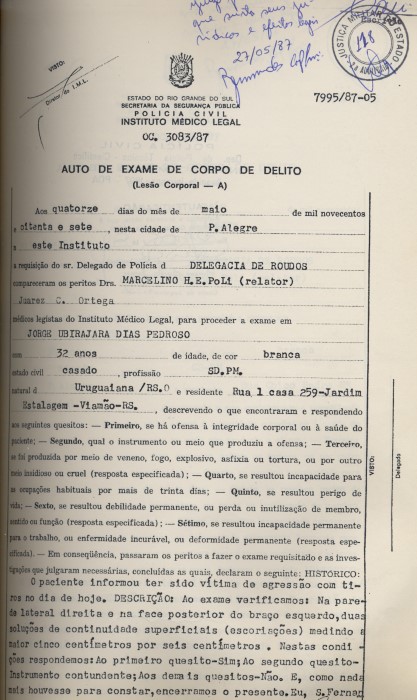 que
27/05/87
JUSTIÇA MILITAR DO ESTADO
198
VISTO:
Diretor do I.M.L.
ESTADO DO RIO GRANDE DO SUL
SECRETARIA DA SEGURANÇA PÚBLICA
POLÍCIA CIVIL
INSTITUTO MÉDICO LEGAL
7995/87-05
OC. 3083/87
AUTO DE EXAME DE CORPO DE DELITO
(Lesão Corporal — A)
Aos quatorze dias do mês de maio de mil novecentos
e oitenta e sete, nesta cidade de P. Alegre
a este Instituto
a requisição do sr. Delegado de Polícia d DELEGACIA DE ROUBOS
compareceram os peritos Drs. MARCELINO H.E.POLI (relator)
Juarez C. Ortega
médicos legistas do Instituto Médico Legal, para proceder a exame em
JORGE UBIRAJARA DIAS PEDROSO
com 32 anos de idade, de cor branca
estado civil casado, profissão SD.PM.
natural d Uruguaiana /RS.O e residente Rua 1 casa 259-Jardim
Estalagem -Viamão-RS. , descrevendo o que encontraram e respondendo
aos seguintes quesitos: — Primeiro, se há ofensa à integridade corporal ou à saúde do
paciente; — Segundo, qual o instrumento ou meio que produziu a ofensa; — Terceiro,
se foi produzida por meio de veneno, fogo, explosivo, asfixia ou tortura, ou por outro
meio insidioso ou cruel (resposta especificada); — Quarto, se resultou incapacidade para
as ocupações habituais por mais de trinta dias; — Quinto, se resultou perigo de
vida; — Sexto, se resultou debilidade permanente, ou perda ou inutilização de membro,
sentido ou função (resposta especificada); — Sétimo, se resultou incapacidade permanente
para o trabalho, ou enfermidade incurável, ou deformidade permanente (resposta espe-
cificada). — Em conseqüência, passaram os peritos a fazer o exame requisitado e as inves-
tigações que julgaram necessárias, concluídas as quais, declaram o seguinte: HISTÓRICO:
O paciente informou ter sido vítima de agressão com ti-
ros no dia de hoje. DESCRIÇÃO: Ao exame verificamos: Na pare-
de lateral direita e na face posterior do braço esquerdo, duas
soluções de continuidade superficiais (escoriações) medindo a
maior cinco centímetros por seis centímetros . Nestas condi-
ções respondemos: Ao primeiro quesito-Sim; Ao segundo quesito-
Instrumento contundente; Aos demais quesitos-Não. E, como nada
mais houvesse para constar, encerramos o presente. Eu,
VISTO:
Delegado